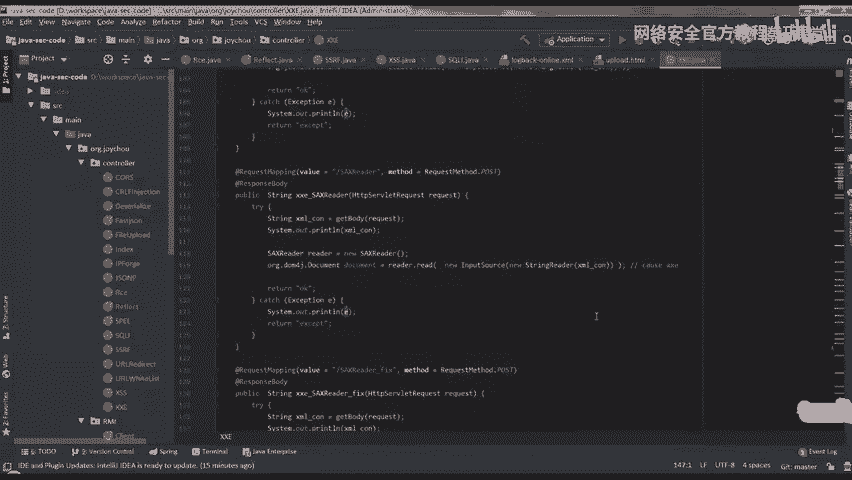 java-sec-code [D:\workspace\java-sec-code] - ...\src\main\java\org\joychou\controller\XXE.java - IntelliJ IDEA (Administrator)
File Edit View Navigate Code Analyze Refactor Build Run Tools VCS Window Help
java-sec-code src main java org joychou controller XXE
Application
网络安全官方教程
Project
Rce.java Reflect.java SSRF.java XSS.java SQLI.java logback-online.xml upload.html
java-sec-code D:\workspace\java-sec-code
.idea
src
main
java
org.joychou
controller
CORS
CRLFInjection
Deserialize
Fastjson
FileUpload
Index
IPForge
JSONP
Rce
Reflect
SPEL
SQLI
SSRF
URLRedirect
URLWhiteList
XSS
XXE
RMI
Client
return "ok";
} catch (Exception e) {
System.out.println(e);
return "except";
}
}
@RequestMapping(value = "/SAXReader", method = RequestMethod.POST)
@ResponseBody
public String xxe_SAXReader(HttpServletRequest request) {
try {
String xml_con = getBody(request);
System.out.println(xml_con);
SAXReader reader = new SAXReader();
org.dom4j.Document document = reader.read( new InputSource(new StringReader(xml_con)) ); // cause xxe
return "ok";
} catch (Exception e) {
System.out.println(e);
return "except";
}
}
@RequestMapping(value = "/SAXReader_fix", method = RequestMethod.POST)
@ResponseBody
public String xxe_SAXReader_fix(HttpServletRequest request) {
try {
String xml_con = getBody(request);
System.out.println(xml_con);
XXE
1: Project
Z: Structure
Web
2: Favorites
6: TODO 9: Version Control Spring Terminal Java Enterprise Event Log
IDE and Plugin Updates: IntelliJ IDEA is ready to update. (15 minutes ago) 147:1 LF UTF-8 4 spaces Git: master